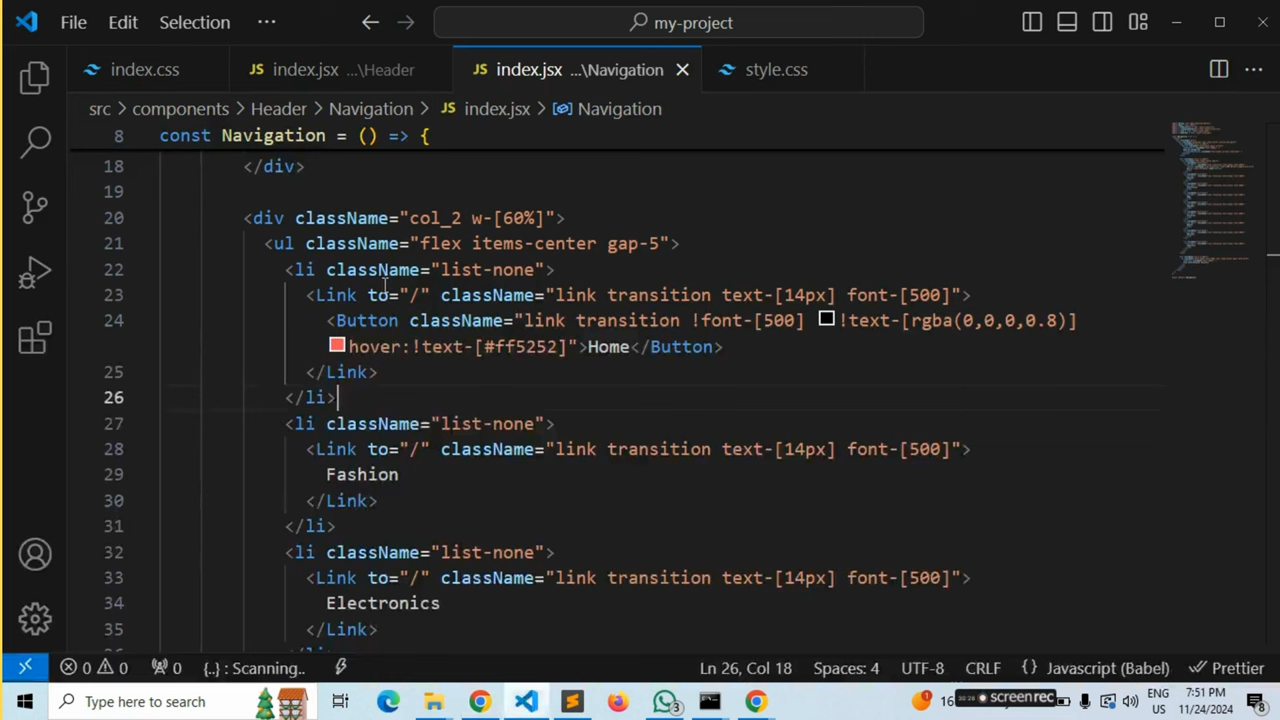 File Edit Selection ··· my-project
index.css JS index.jsx ...\Header JS index.jsx ...\Navigation style.css
src > components > Header > Navigation > JS index.jsx > Navigation
8 const Navigation = () => {
18 </div>
19
20 <div className="col_2 w-[60%]">
21 <ul className="flex items-center gap-5">
22 <li className="list-none">
23 <Link to="/" className="link transition text-[14px] font-[500]">
24 <Button className="link transition !font-[500] !text-[rgba(0,0,0,0.8)]
hover:!text-[#ff5252]">Home</Button>
25 </Link>
26 </li>
27 <li className="list-none">
28 <Link to="/" className="link transition text-[14px] font-[500]">
29 Fashion
30 </Link>
31 </li>
32 <li className="list-none">
33 <Link to="/" className="link transition text-[14px] font-[500]">
34 Electronics
35 </Link>
0 0 0 {..} : Scanning.. Ln 26, Col 18 Spaces: 4 UTF-8 CRLF {} Javascript (Babel) Prettier
Type here to search 3 1 16 screenrec ENG US 7:51 PM 11/24/2024 8